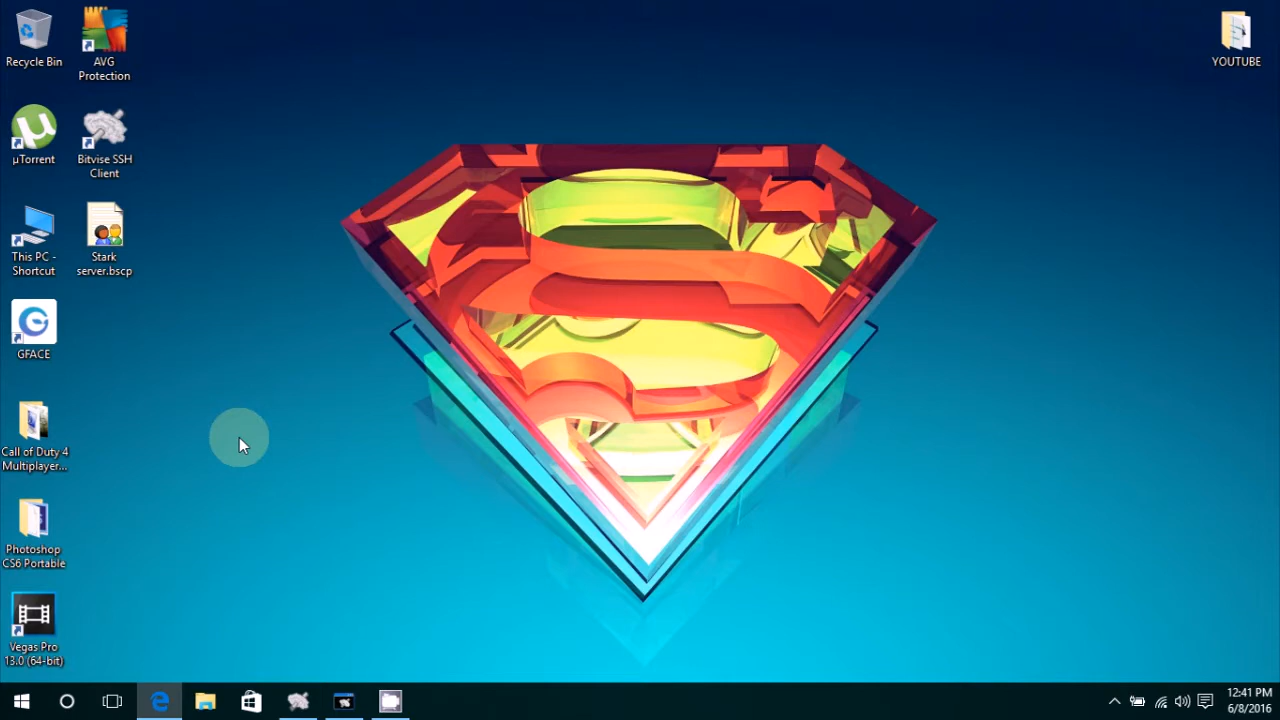 Recycle Bin
AVG
Protection
YOUTUBE
µTorrent
Bitvise SSH
Client
This PC -
Shortcut
Stark
server.bscp
GFACE
Call of Duty 4
Multiplayer...
Photoshop
CS6 Portable
Vegas Pro
13.0 (64-bit)
12:41 PM
6/8/2016